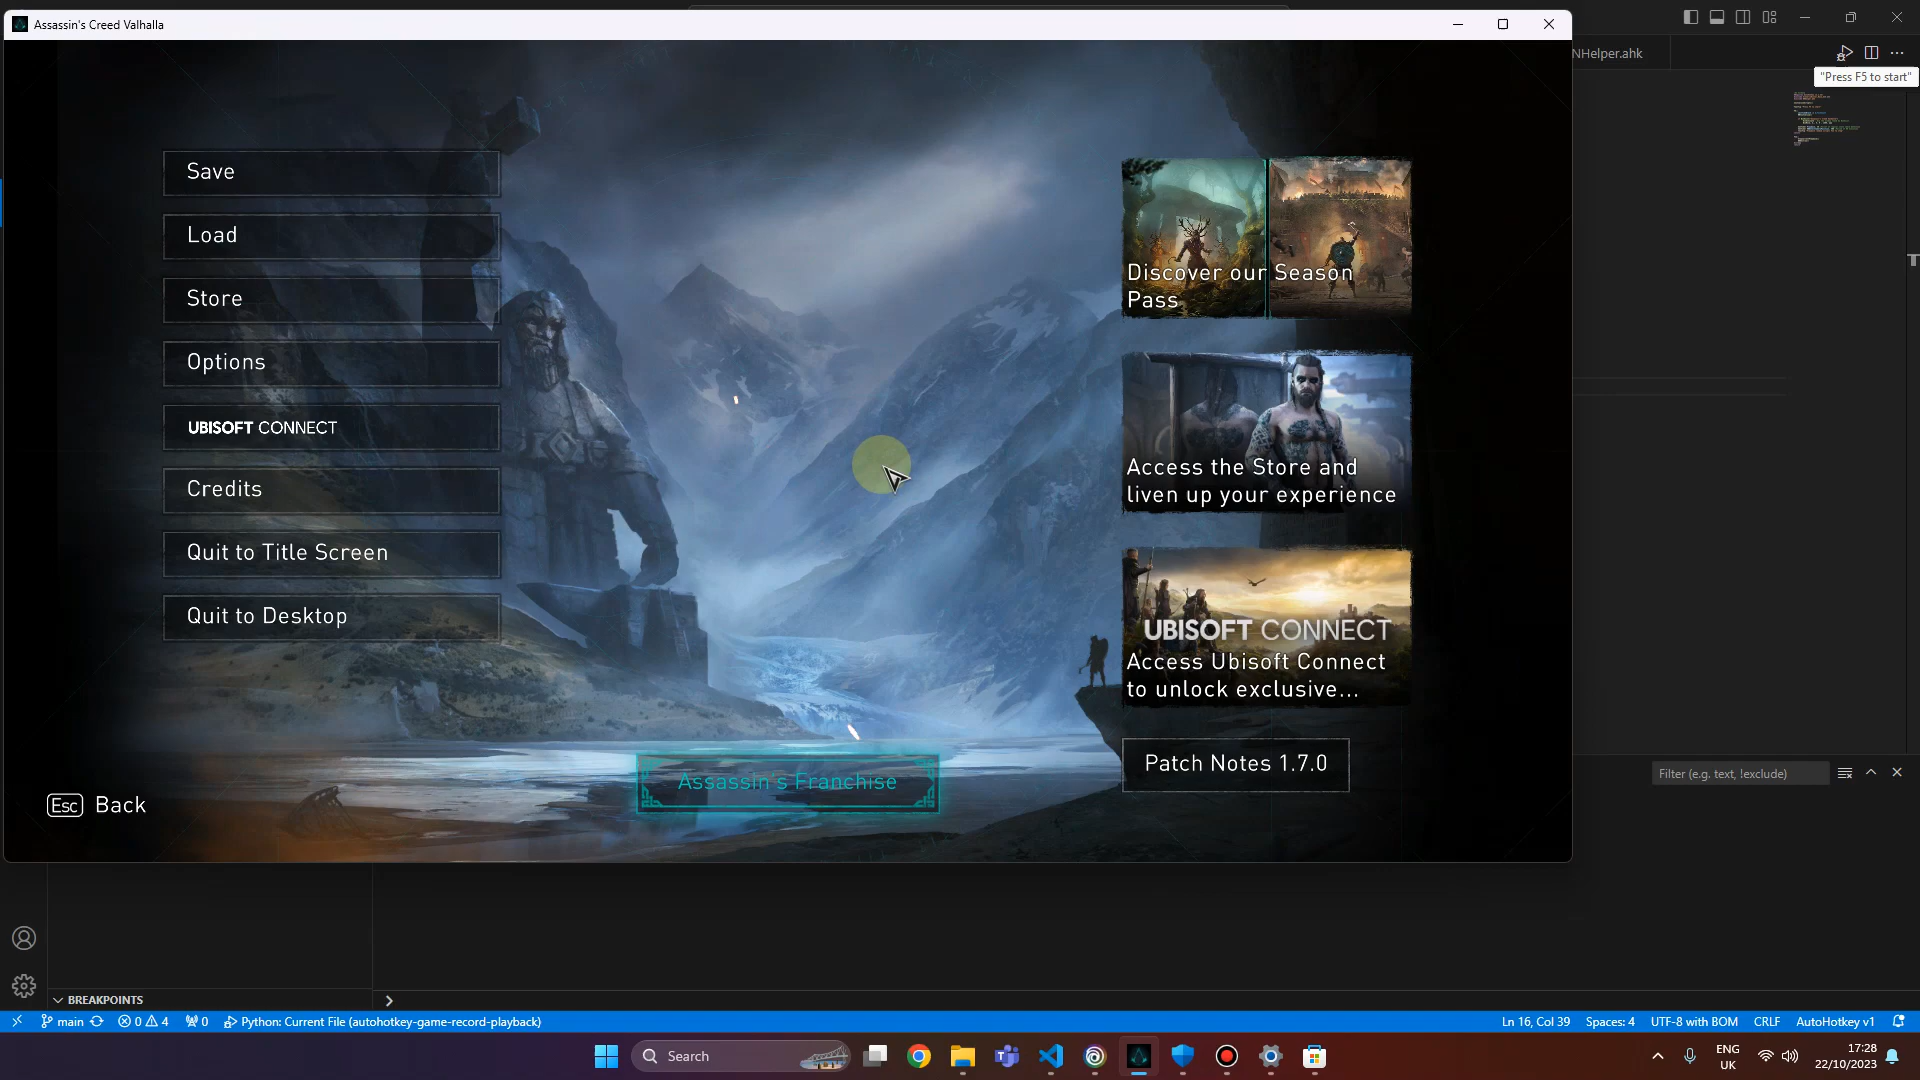 Assassin's Creed Valhalla
NHelper.ahk
"Press F5 to start"
Save
Load
Store
Options
UBISOFT CONNECT
Credits
Quit to Title Screen
Quit to Desktop
Discover our Season
Pass
Access the Store and
liven up your experience
UBISOFT CONNECT
Access Ubisoft Connect
to unlock exclusive...
Patch Notes 1.7.0
Assassin's Franchise
Esc Back
Filter (e.g. text, !exclude)
BREAKPOINTS
main 0 4 0 Python: Current File (autohotkey-game-record-playback) Ln 16, Col 39 Spaces: 4 UTF-8 with BOM CRLF AutoHotkey v1
Search
ENG
UK
17:28
22/10/2023